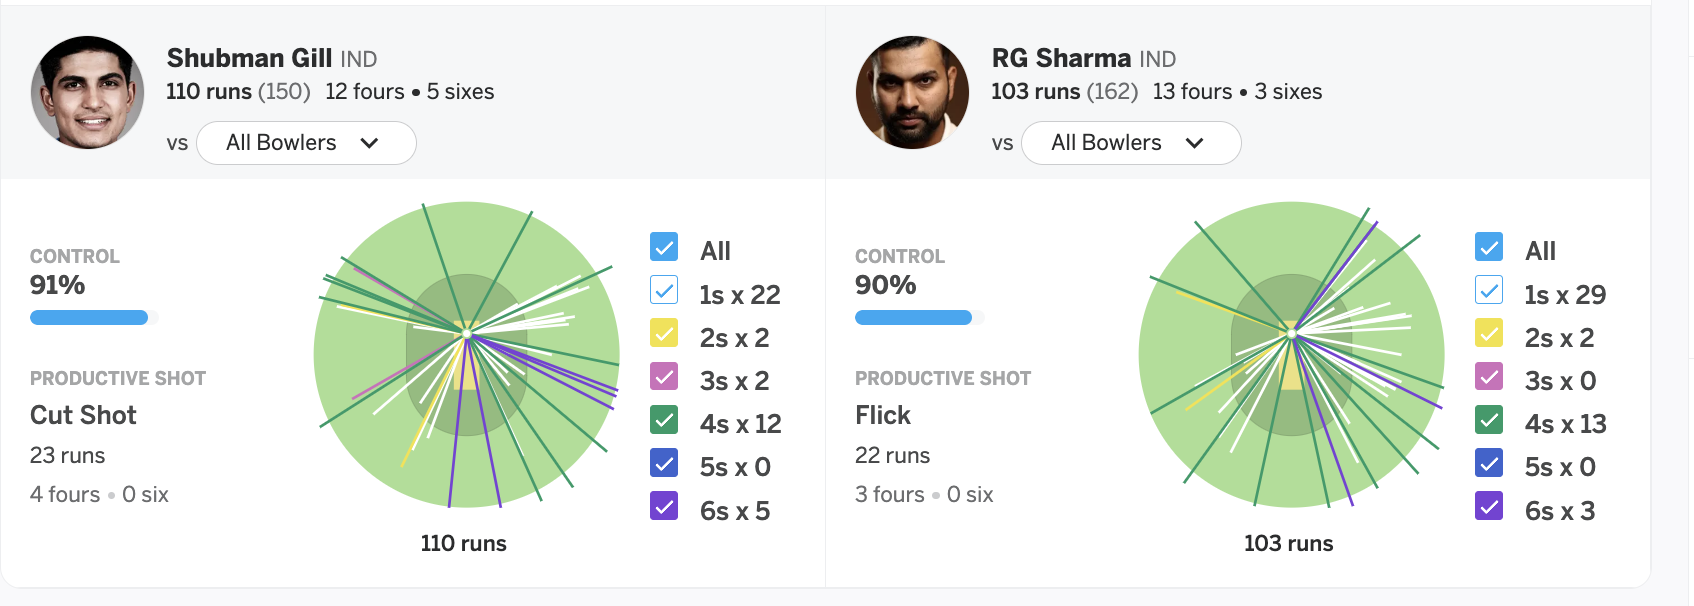 Shubman Gill IND
110 runs (150) 12 fours • 5 sixes
vs All Bowlers
CONTROL
91%
PRODUCTIVE SHOT
Cut Shot
23 runs
4 fours • 0 six
All
1s x 22
2s x 2
3s x 2
4s x 12
5s x 0
6s x 5
110 runs
RG Sharma IND
103 runs (162) 13 fours • 3 sixes
vs All Bowlers
CONTROL
90%
PRODUCTIVE SHOT
Flick
22 runs
3 fours • 0 six
All
1s x 29
2s x 2
3s x 0
4s x 13
5s x 0
6s x 3
103 runs